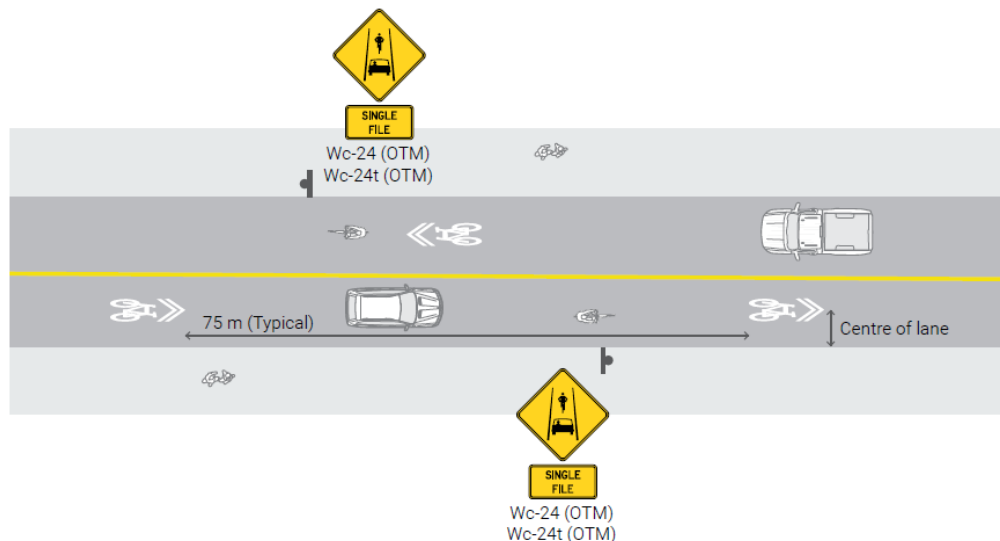 SINGLE
FILE
Wc-24 (OTM)
Wc-24t (OTM)
75 m (Typical)
Centre of lane
SINGLE
FILE
Wc-24 (OTM)
Wc-24t (OTM)